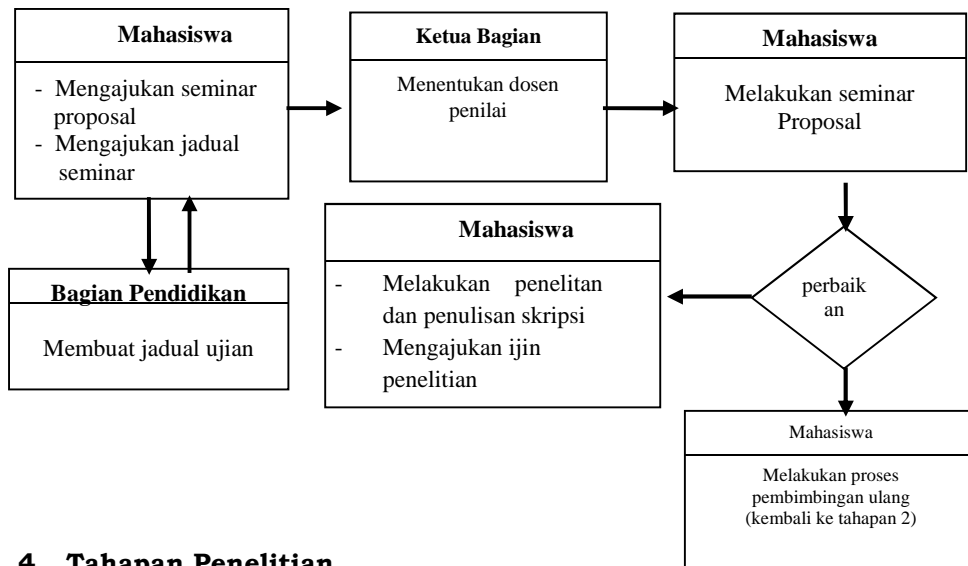 Mahasiswa
- Mengajukan seminar
proposal
- Mengajukan jadual
seminar
Ketua Bagian
Menentukan dosen
penilai
Mahasiswa
Melakukan seminar
Proposal
Bagian Pendidikan
Membuat jadual ujian
Mahasiswa
- Melakukan penelitan
dan penulisan skripsi
- Mengajukan ijin
penelitian
perbaik
an
Mahasiswa
Melakukan proses
pembimbingan ulang
(kembali ke tahapan 2)
4 Tahapan Penelitian